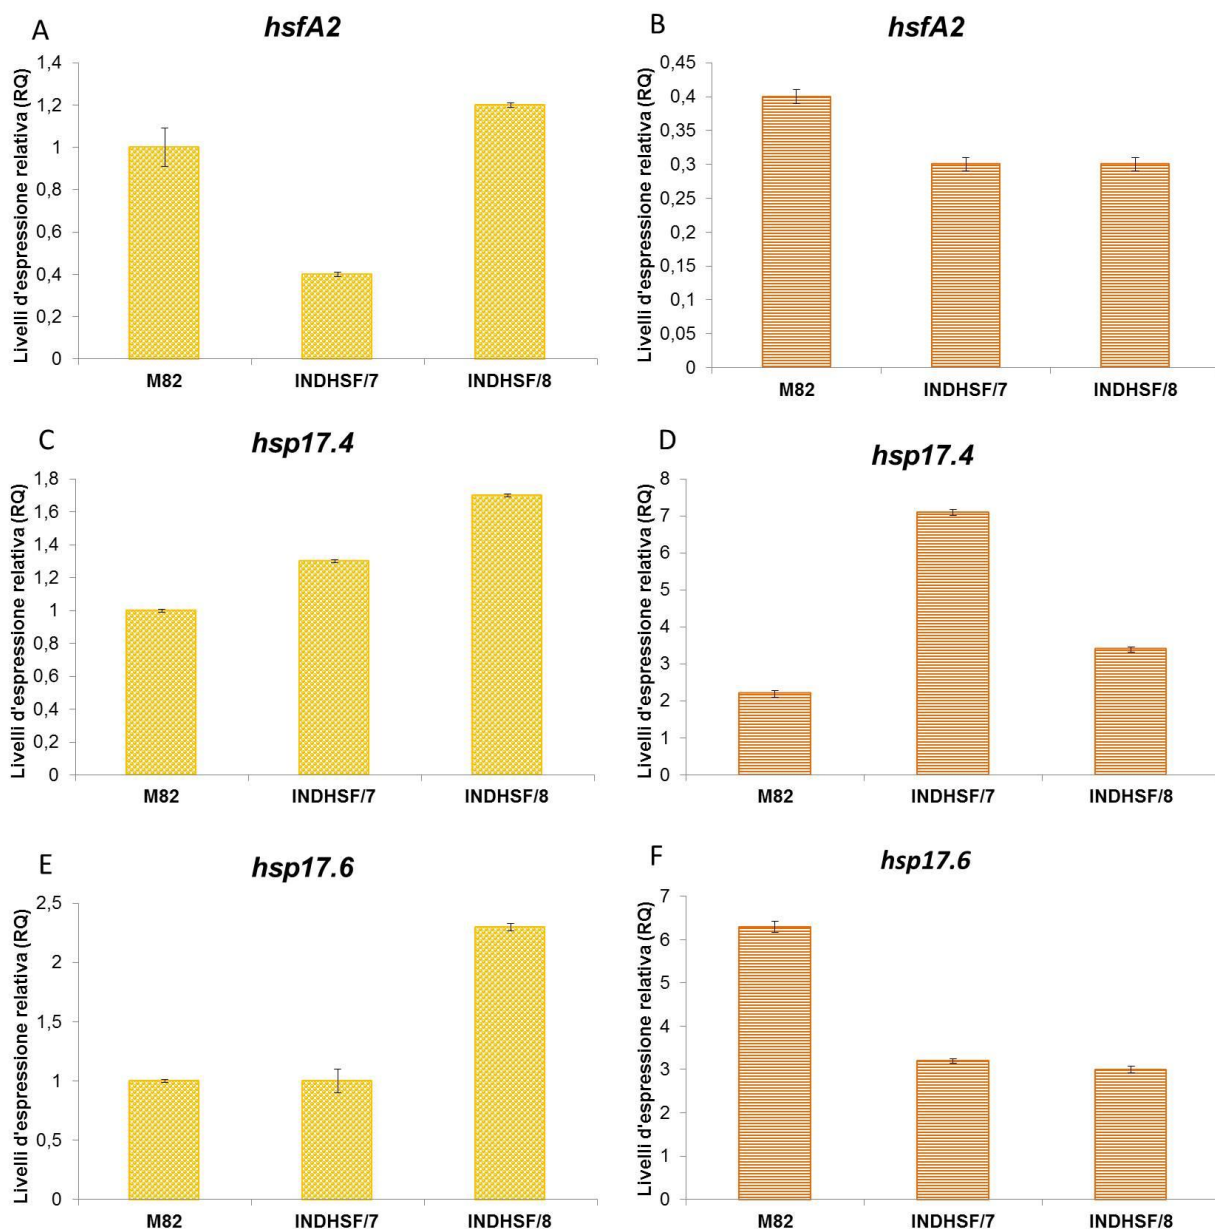 A
hsfA2
Livelli d'espressione relativa (RQ)
1,4
1,2
1
0,8
0,6
0,4
0,2
0
M82
INDHSF/7
INDHSF/8
B
hsfA2
Livelli d'espressione relativa (RQ)
0,45
0,4
0,35
0,3
0,25
0,2
0,15
0,1
0,05
0
M82
INDHSF/7
INDHSF/8
C
hsp17.4
Livelli d'espressione relativa (RQ)
1,8
1,6
1,4
1,2
1
0,8
0,6
0,4
0,2
0
M82
INDHSF/7
INDHSF/8
D
hsp17.4
Livelli d'espressione relativa (RQ)
8
7
6
5
4
3
2
1
0
M82
INDHSF/7
INDHSF/8
E
hsp17.6
Livelli d'espressione relativa (RQ)
2,5
2
1,5
1
0,5
0
M82
INDHSF/7
INDHSF/8
F
hsp17.6
Livelli d'espressione relativa (RQ)
7
6
5
4
3
2
1
0
M82
INDHSF/7
INDHSF/8